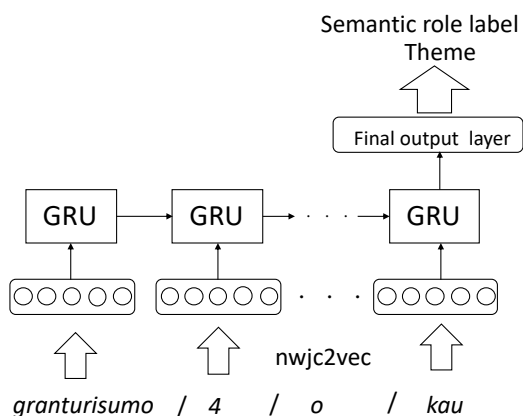 Semantic role label
Theme
Final output layer
GRU GRU . . . GRU
. . .
nwjc2vec
granturisumo / 4 / o / kau